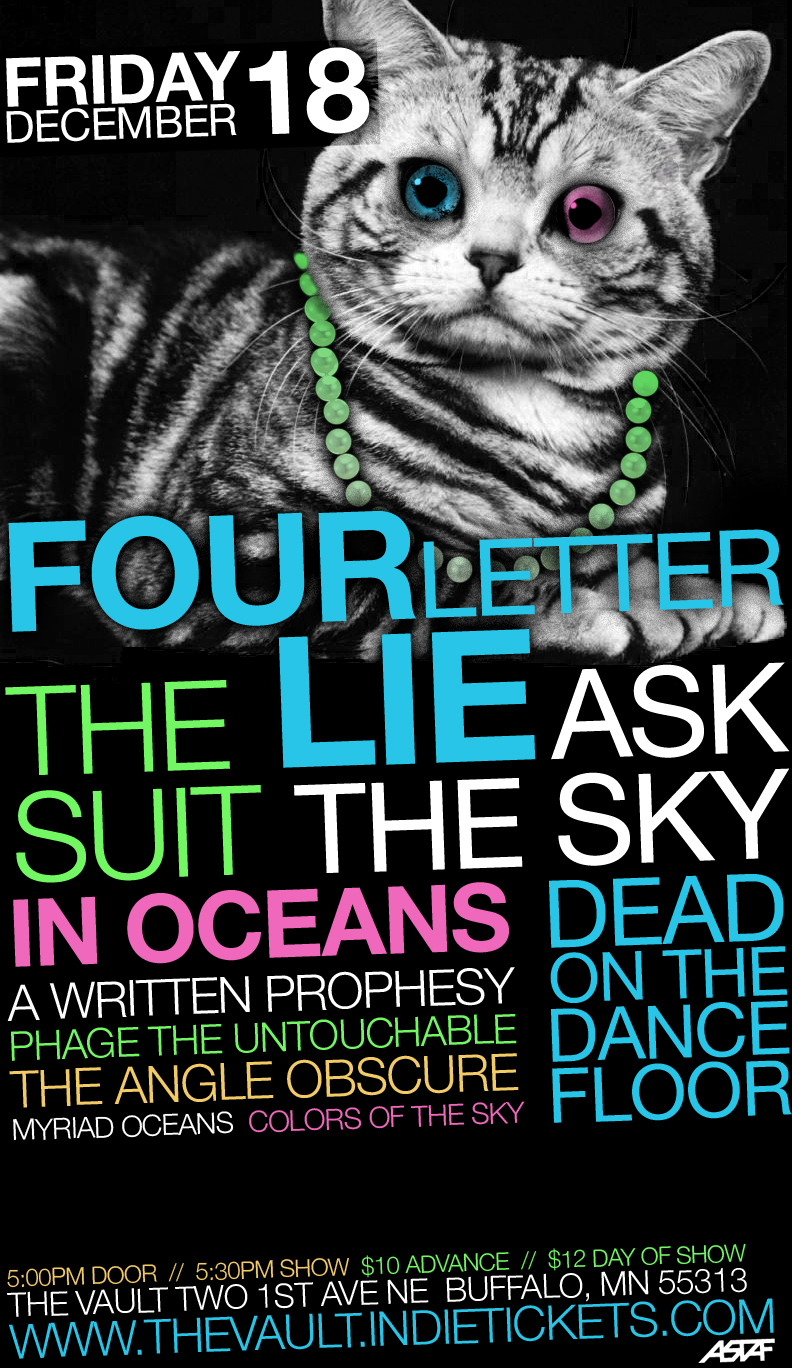 FRIDAY 18
DECEMBER
FOUR LETTER
LIE
THE
SUIT
ASK
THE SKY
IN OCEANS
DEAD
ON THE
DANCE
FLOOR
A WRITTEN PROPHESY
PHAGE THE UNTOUCHABLE
THE ANGLE OBSCURE
MYRIAD OCEANS COLORS OF THE SKY
5:00PM DOOR // 5:30PM SHOW $10 ADVANCE // $12 DAY OF SHOW
THE VAULT TWO 1ST AVE NE BUFFALO, MN 55313
WWW.THEVAULT.INDIETICKETS.COM
ASTAF